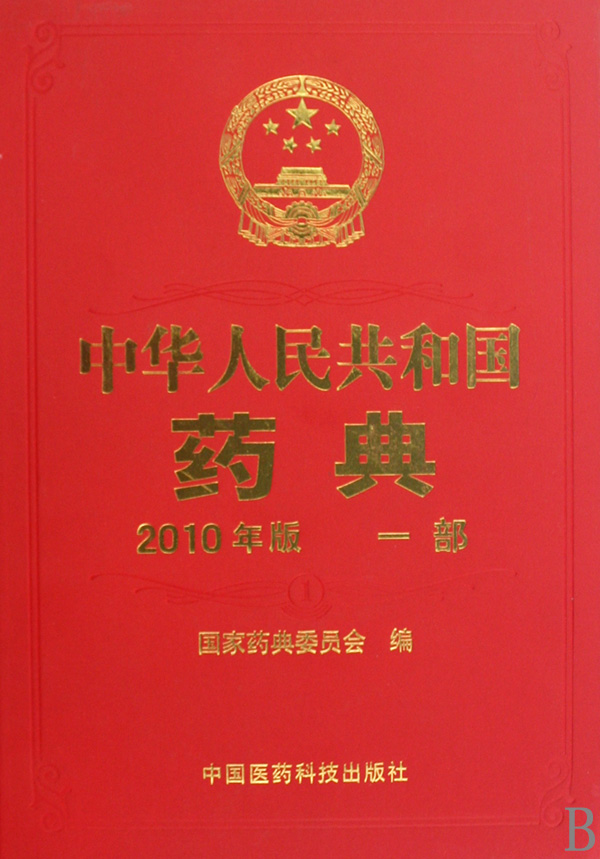 中华人民共和国
药典
2010年版 一部
1
国家药典委员会 编
中国医药科技出版社
B